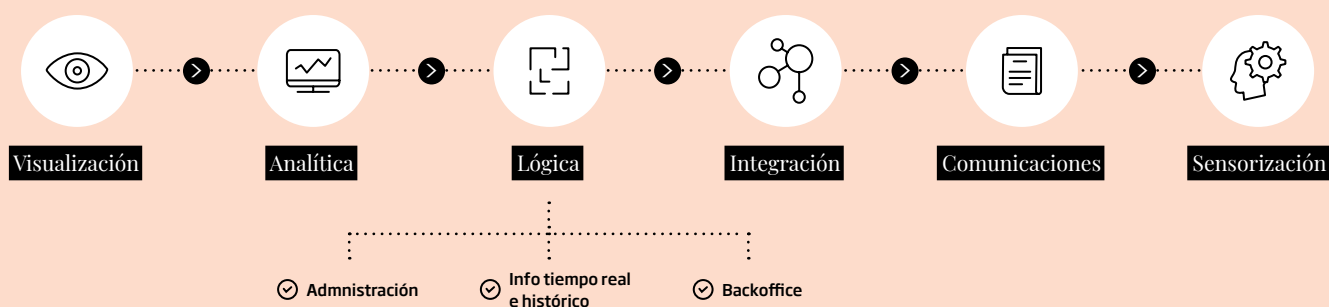 Visualización
Analítica
Lógica
Integración
Comunicaciones
Sensorización
Admnistración
Info tiempo real
e histórico
Backoffice